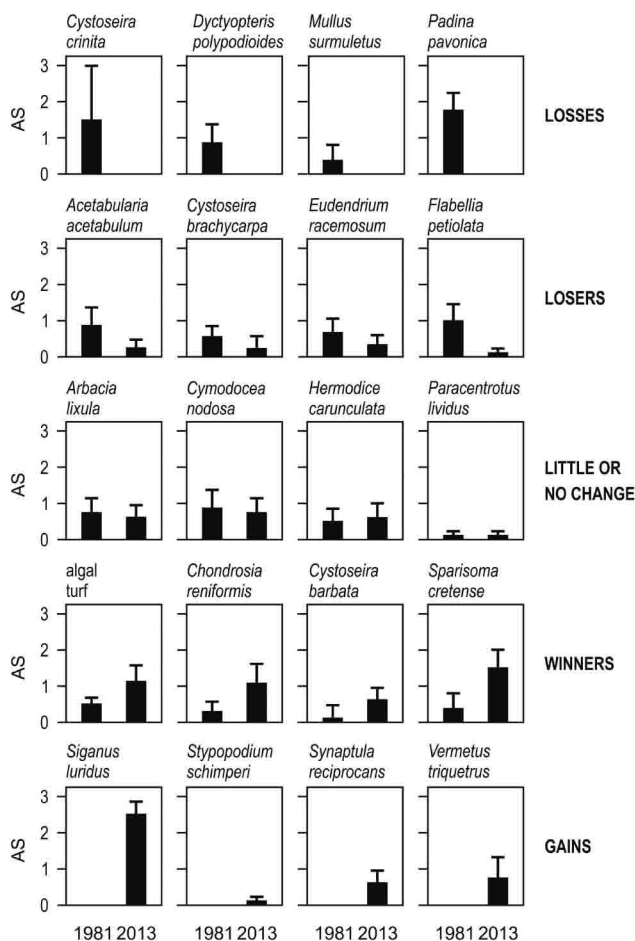 Cystoseira Dyctyopteris Mullus Padina
crinita polypodioides surmuletus pavonica
3
2
AS
1
0
LOSSES
Acetabularia Cystoseira Eudendrium Flabellia
acetabulum brachycarpa racemosum petiolata
3
2
AS
1
0
LOSERS
Arbacia Cymodocea Hermodice Paracentrotus
lixula nodosa carunculata lividus
3
2
AS
1
0
LITTLE OR
NO CHANGE
algal Chondrosia Cystoseira Sparisoma
turf reniformis barbata cretense
3
2
AS
1
0
WINNERS
Siganus Stypopodium Synaptula Vermetus
luridus schimperi reciprocans triquetrus
3
2
AS
1
0
GAINS
1981 2013 1981 2013 1981 2013 1981 2013